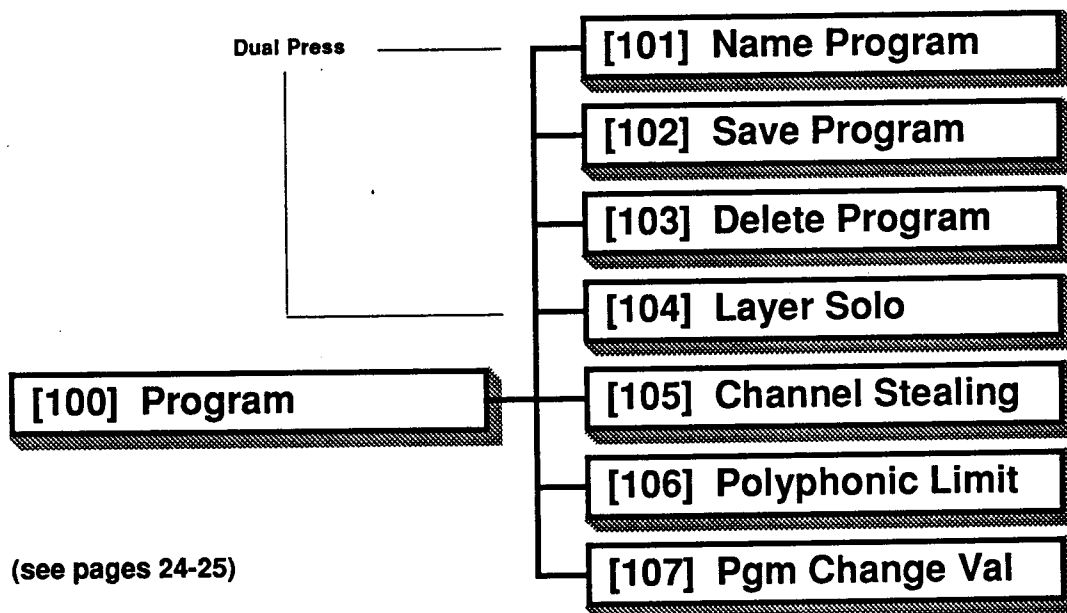 Dual Press
[101] Name Program
[102] Save Program
[103] Delete Program
[104] Layer Solo
[100] Program
[105] Channel Stealing
[106] Polyphonic Limit
(see pages 24-25)
[107] Pgm Change Val